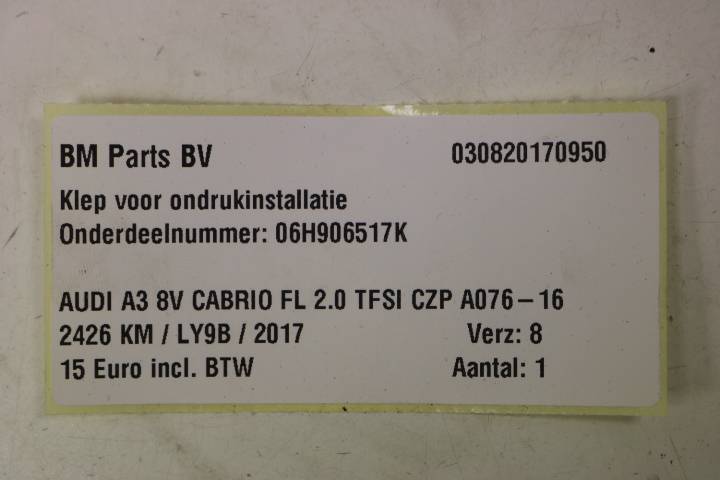 BM Parts BV 030820170950
Klep voor ondrukinstallatie
Onderdeelnummer: 06H906517K
AUDI A3 8V CABRIO FL 2.0 TFSI CZP A076-16
2426 KM / LY9B / 2017 Verz: 8
15 Euro incl. BTW Aantal: 1